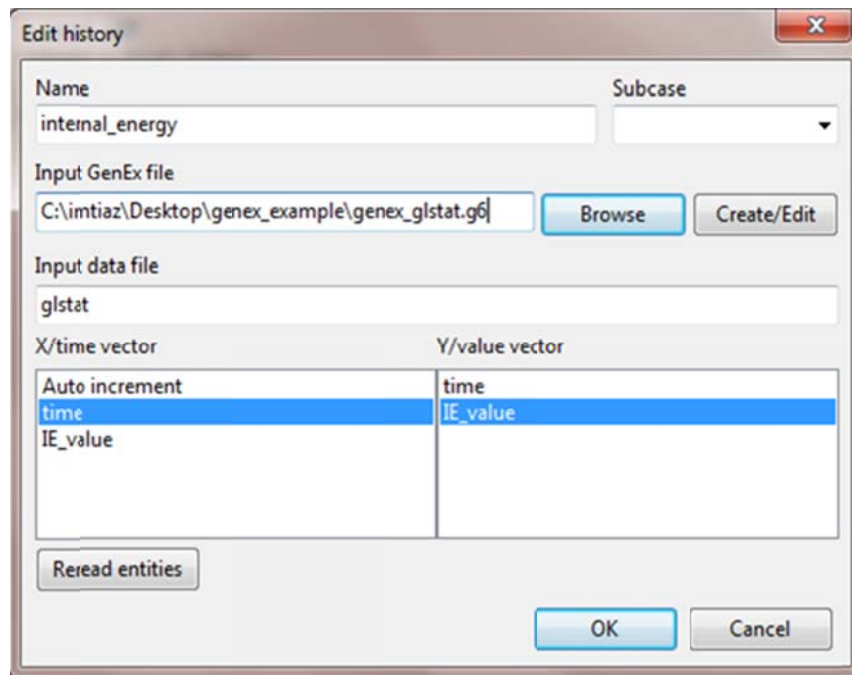 Edit history
Name Subcase
internal_energy
Input GenEx file
C:\imtiaz\Desktop\genex_example\genex_glstat.g6 Browse Create/Edit
Input data file
glstat
X/time vector Y/value vector
Auto increment time
time IE_value
IE_value
Reread entities
OK Cancel